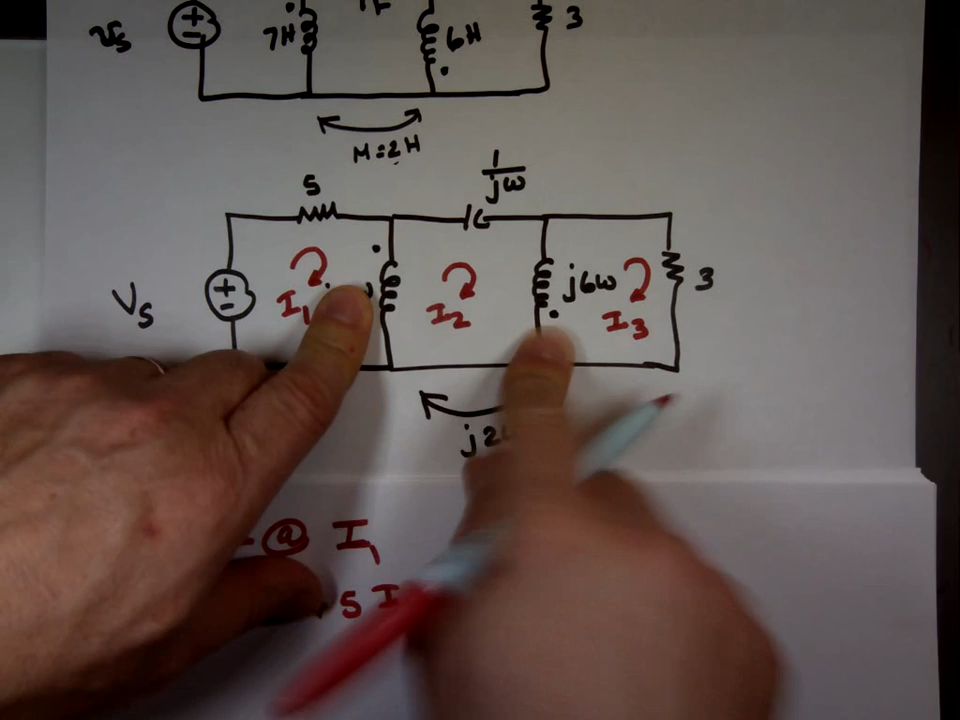 +
-
Vs
7H
6H
3
M=2H
5
1
jω
+
-
Vs
I1
I2
j6ω
I3
3
@ I1
5 I